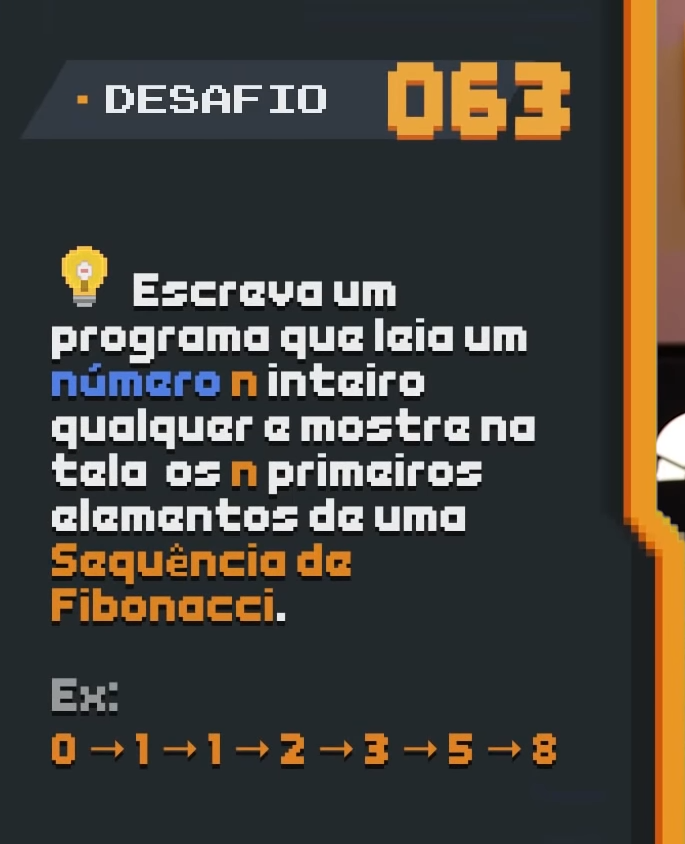 DESAFIO 063
Escreva um
programa que leia um
número n inteiro
qualquer e mostre na
tela os n primeiros
elementos de uma
Sequência de
Fibonacci.
Ex:
0 → 1 → 1 → 2 → 3 → 5 → 8